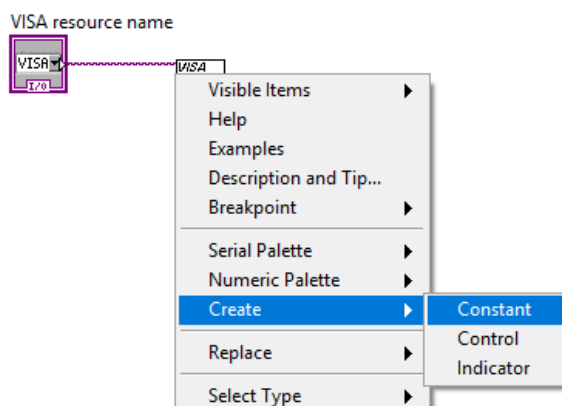 VISA resource name
VISA
I/O
VISA
Visible Items
Help
Examples
Description and Tip...
Breakpoint
Serial Palette
Numeric Palette
Create
Constant
Control
Replace
Indicator
Select Type